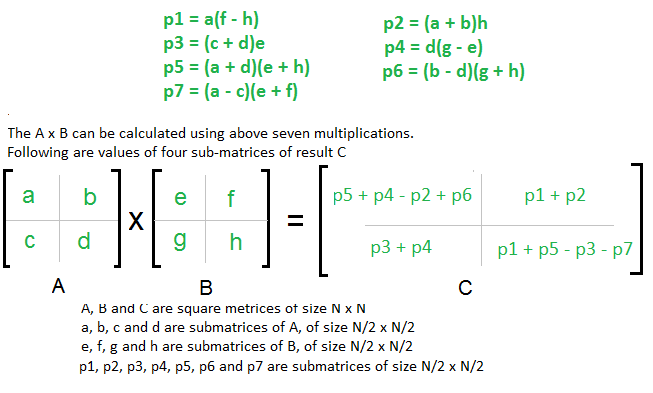 p1 = a(f - h) p2 = (a + b)h
p3 = (c + d)e p4 = d(g - e)
p5 = (a + d)(e + h) p6 = (b - d)(g + h)
p7 = (a - c)(e + f)
The A x B can be calculated using above seven multiplications.
Following are values of four sub-matrices of result C
a b e f p5 + p4 - p2 + p6 p1 + p2
X =
c d g h p3 + p4 p1 + p5 - p3 - p7
A B C
A, B and C are square metrices of size N x N
a, b, c and d are submatrices of A, of size N/2 x N/2
e, f, g and h are submatrices of B, of size N/2 x N/2
p1, p2, p3, p4, p5, p6 and p7 are submatrices of size N/2 x N/2